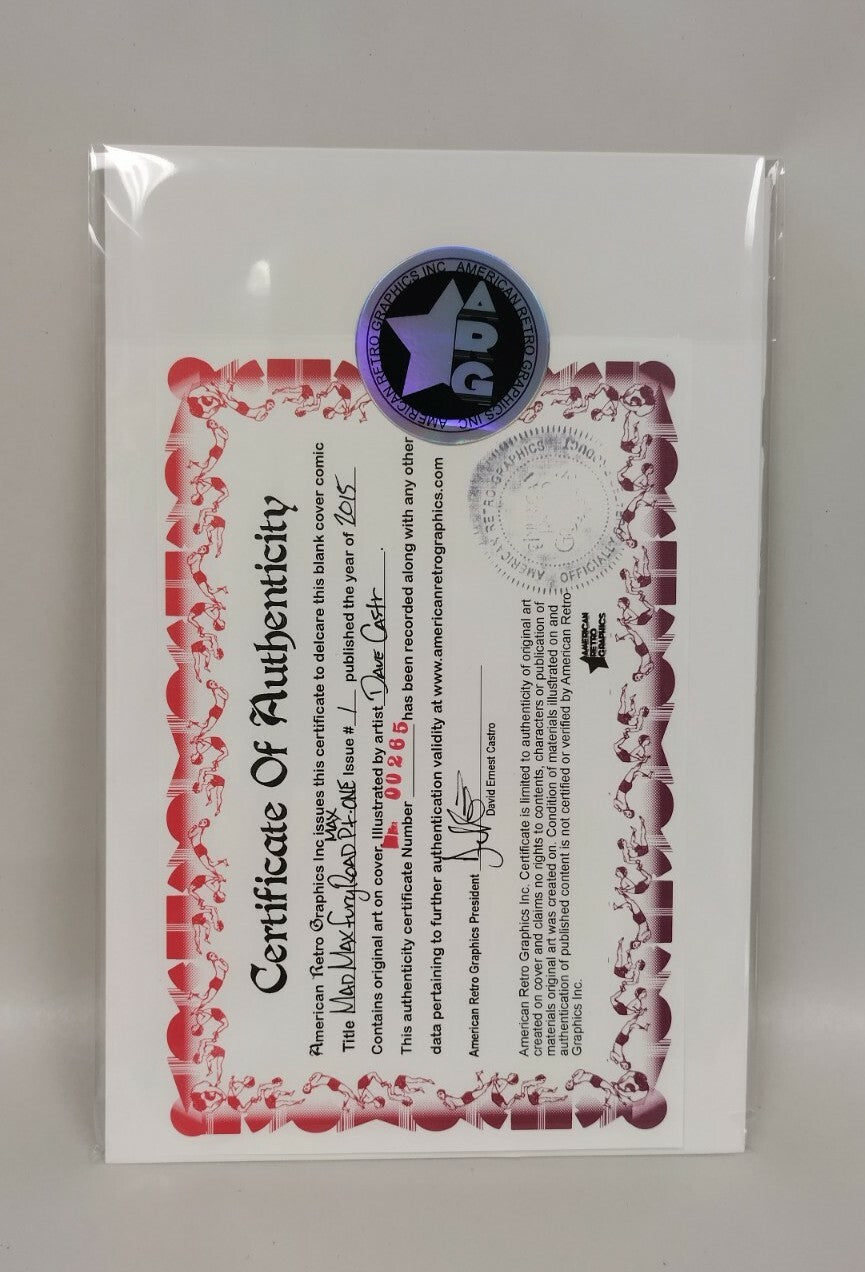 AMERICAN RETRO GRAPHICS INC. AMERICAN RETRO GRAPHICS INC.
ARG
Certificate Of Authenticity
American Retro Graphics Inc issues this certificate to delcare this blank cover comic
Title MAD MAX Fury ROAD MAX Pt-ONE Issue # 1 published the year of 2015
Contains original art on cover. Illustrated by artist DAVE Castr.
This authenticity certificate Number 00265 has been recorded along with any other
data pertaining to further authentication validity at www.americanretrographics.com
American Retro Graphics President
David Ernest Castro
American Retro Graphics Inc. Certificate is limited to authenticity of original art
created on cover and claims no rights to contents, characters or publication of
materials original art was created on. Condition of materials illustrated on and
authentication of published content is not certified or verified by American Retro
Graphics Inc.
AMERICAN RETRO GRAPHICS
OFFICIALLY
AMERICAN
RETRO
GRAPHICS